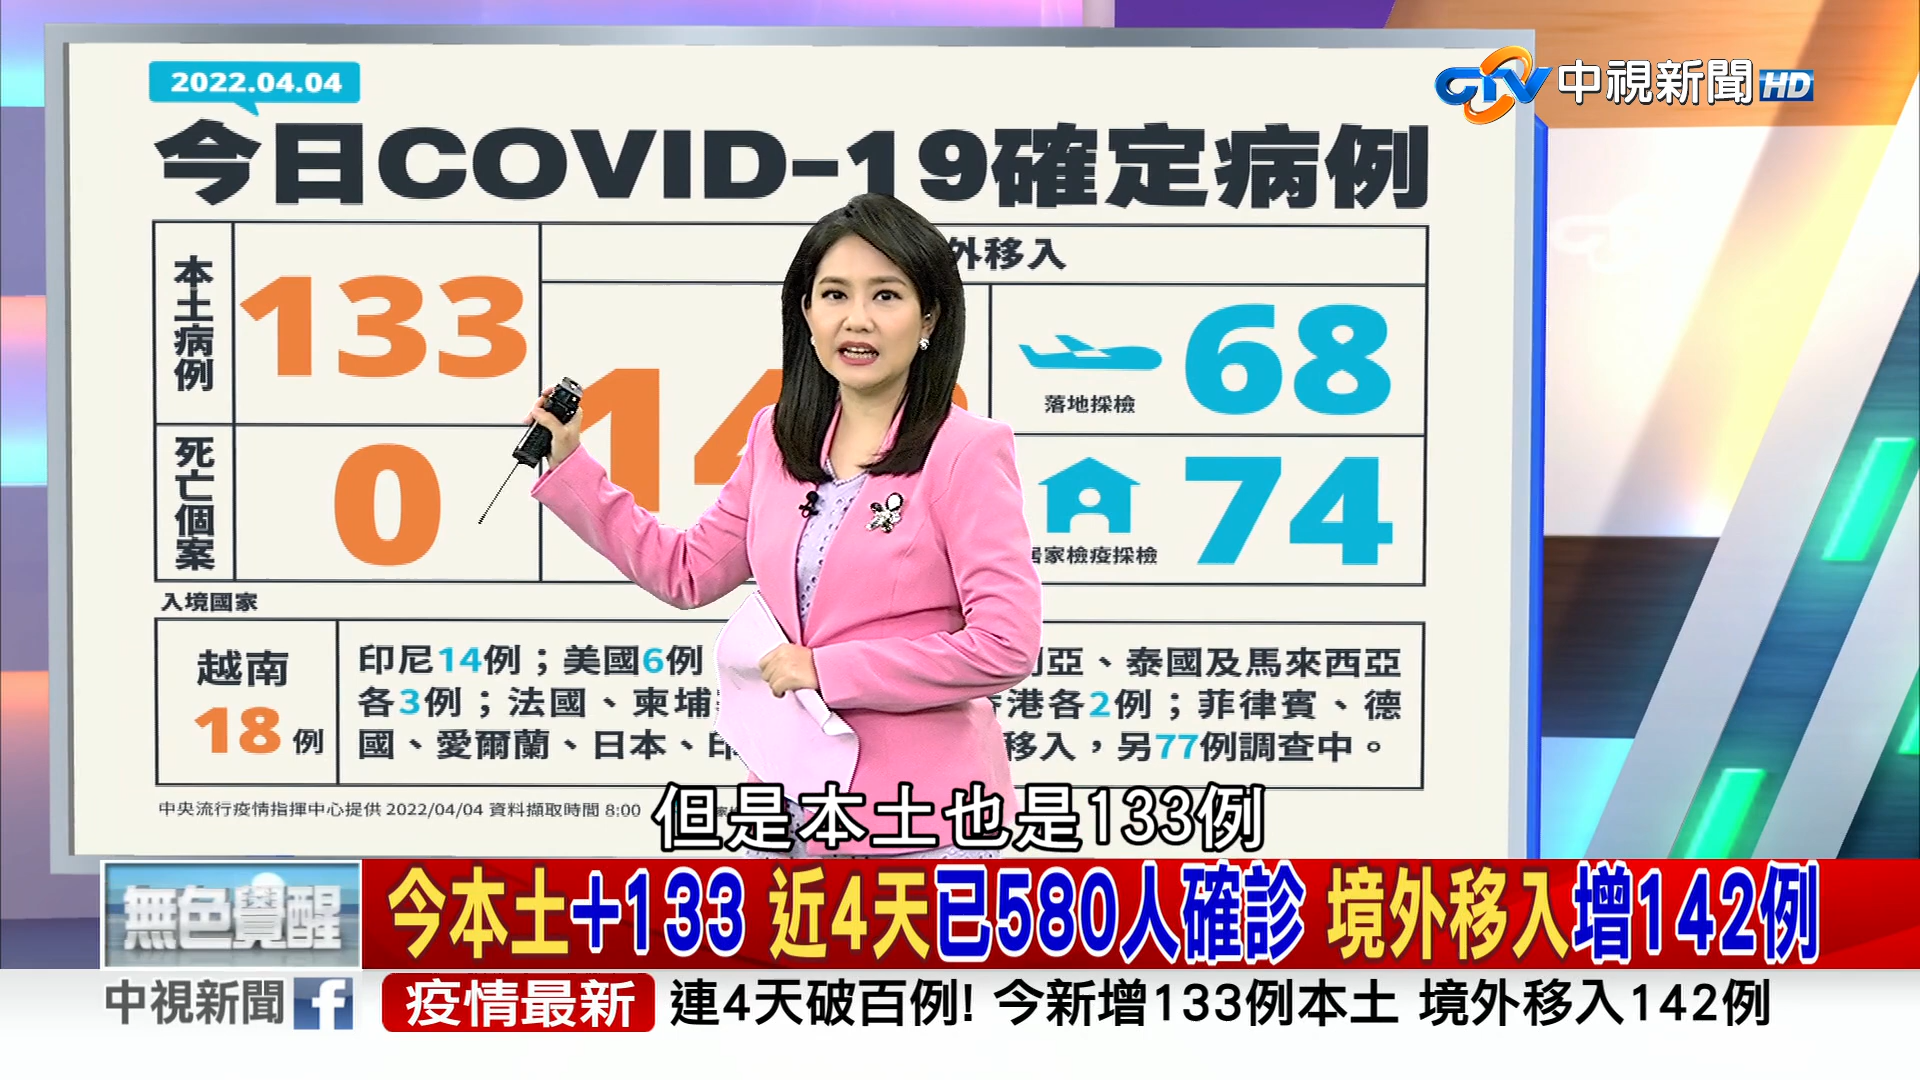 2022.04.04
CTV中視新聞HD
今日COVID-19確定病例
本土病例
133
外移入
68
落地採檢
死亡個案
0
14
74
居家檢疫採檢
入境國家
越南
18例
印尼14例；美國6例
利亞、泰國及馬來西亞
各3例；法國、柬埔
香港各2例；菲律賓、德
國、愛爾蘭、日本、印
移入，另77例調查中。
中央流行疫情指揮中心提供 2022/04/04 資料擷取時間 8:00
但是本土也是133例
無色覺醒
今本土+133 近4天已580人確診 境外移入增142例
中視新聞
疫情最新
連4天破百例! 今新增133例本土 境外移入142例